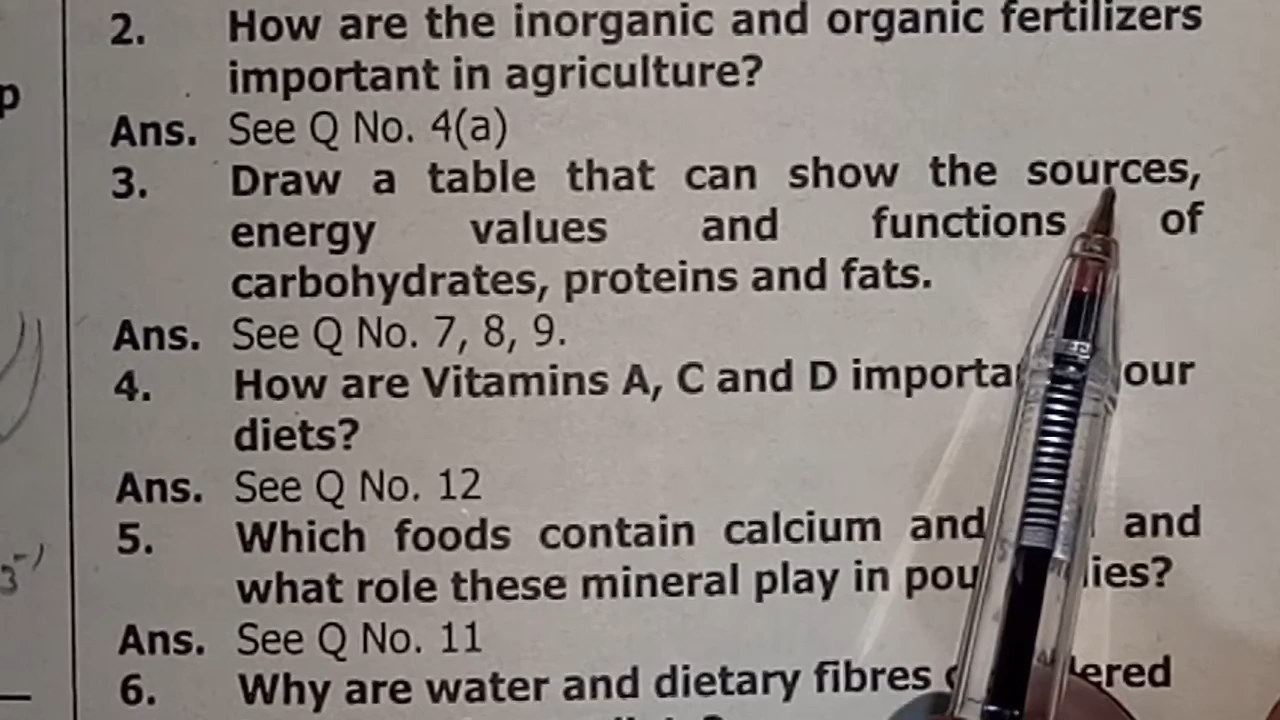 p
2. How are the inorganic and organic fertilizers
important in agriculture?
Ans. See Q No. 4(a)
3. Draw a table that can show the sources,
energy values and functions of
carbohydrates, proteins and fats.
Ans. See Q No. 7, 8, 9.
4. How are Vitamins A, C and D our
diets?
Ans. See Q No. 12
5. Which foods contain calcium and and
what role these mineral play in
Ans. See Q No. 11
6. Why are water and dietary fibres